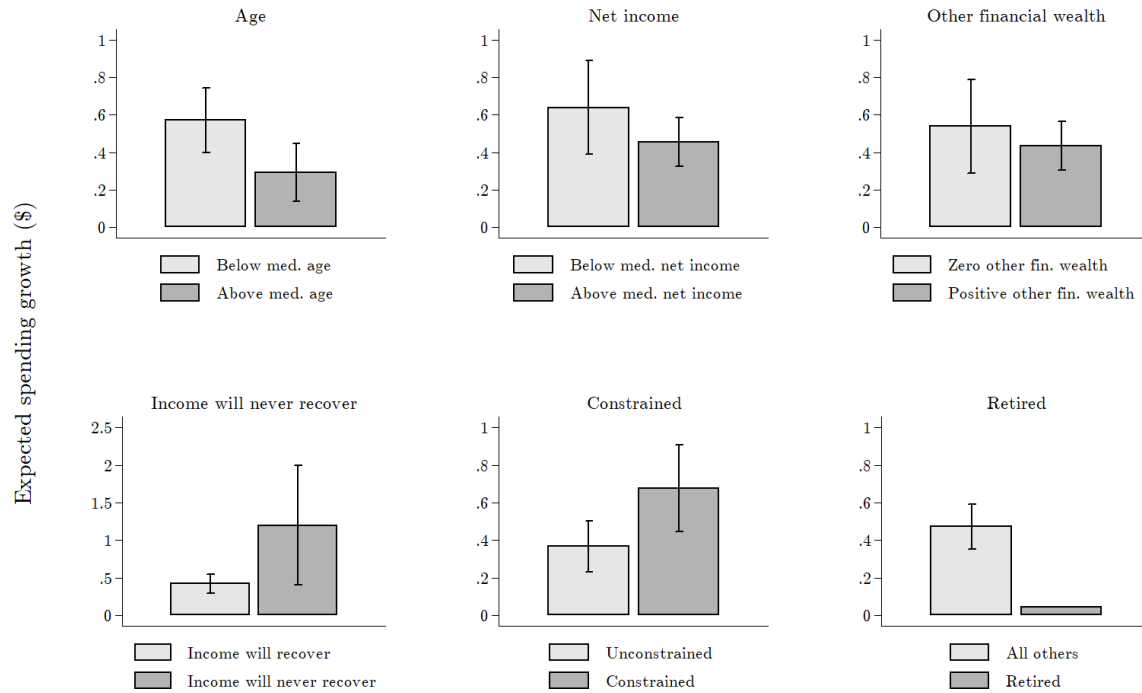 Expected spending growth ($)
Age
1
.8
.6
.4
.2
0
Below med. age
Above med. age
Net income
1
.8
.6
.4
.2
0
Below med. net income
Above med. net income
Other financial wealth
1
.8
.6
.4
.2
0
Zero other fin. wealth
Positive other fin. wealth
Income will never recover
2.5
2
1.5
1
.5
0
Income will recover
Income will never recover
Constrained
1
.8
.6
.4
.2
0
Unconstrained
Constrained
Retired
1
.8
.6
.4
.2
0
All others
Retired